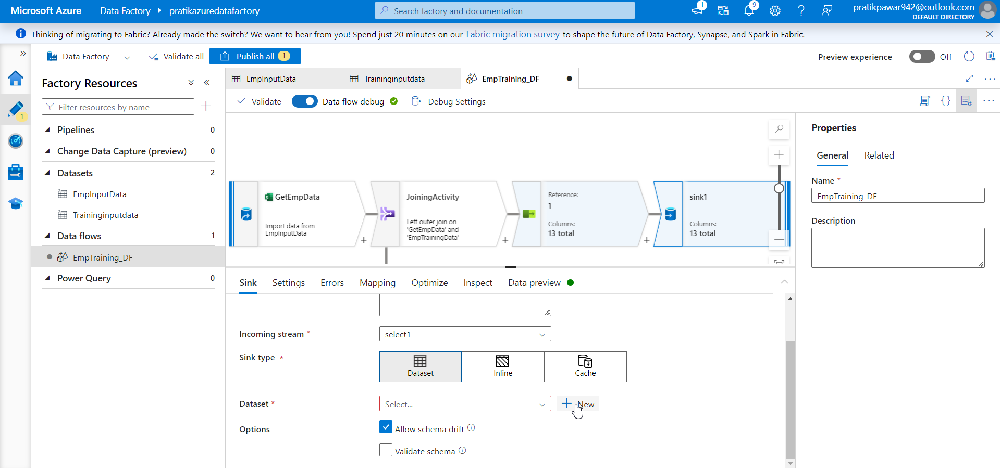 Microsoft Azure
Data Factory
pratikazuredatafactory
Search factory and documentation
1
9
pratikpawar942@outlook.com
DEFAULT DIRECTORY
Thinking of migrating to Fabric? Already made the switch? We want to hear from you! Spend just 20 minutes on our Fabric migration survey to shape the future of Data Factory, Synapse, and Spark in Fabric.
Data Factory
Validate all
Publish all 1
Preview experience
Off
1
Factory Resources
Filter resources by name
Pipelines 0
Change Data Capture (preview) 0
Datasets 2
EmpInputData
Traininginputdata
Data flows 1
EmpTraining_DF
Power Query 0
EmpInputData
Traininginputdata
EmpTraining_DF
Validate
Data flow debug
Debug Settings
GetEmpData
Import data from
EmpInputData
JoiningActivity
Left outer join on
'GetEmpData' and
'EmpTrainingData'
Reference:
1
Columns:
13 total
sink1
Columns:
13 total
Sink
Settings
Errors
Mapping
Optimize
Inspect
Data preview
Incoming stream *
select1
Sink type *
Dataset
Inline
Cache
Dataset *
Select...
New
Options
Allow schema drift
Validate schema
Properties
General
Related
Name *
EmpTraining_DF
Description